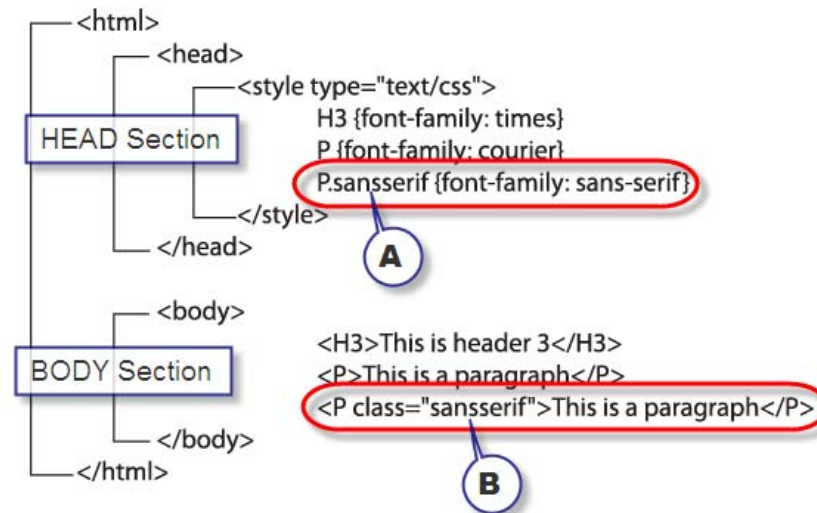 <html>
<head>
<style type="text/css">
H3 {font-family: times}
HEAD Section
P {font-family: courier}
P.sansserif {font-family: sans-serif}
</style>
</head>
A
<body>
<H3>This is header 3</H3>
BODY Section
<P>This is a paragraph</P>
<P class="sansserif">This is a paragraph</P>
</body>
</html>
B